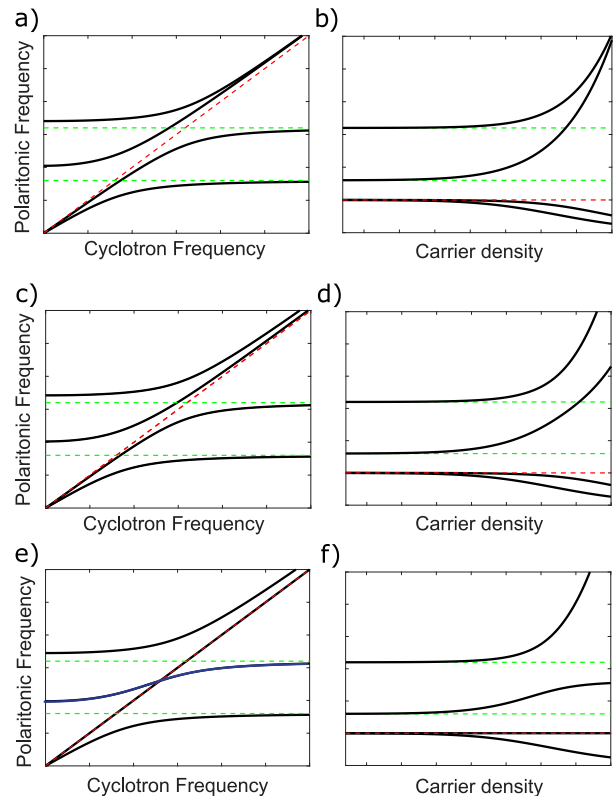 a)
b)
Polaritonic Frequency
Cyclotron Frequency
Carrier density
c)
d)
Polaritonic Frequency
Cyclotron Frequency
Carrier density
e)
f)
Polaritonic Frequency
Cyclotron Frequency
Carrier density